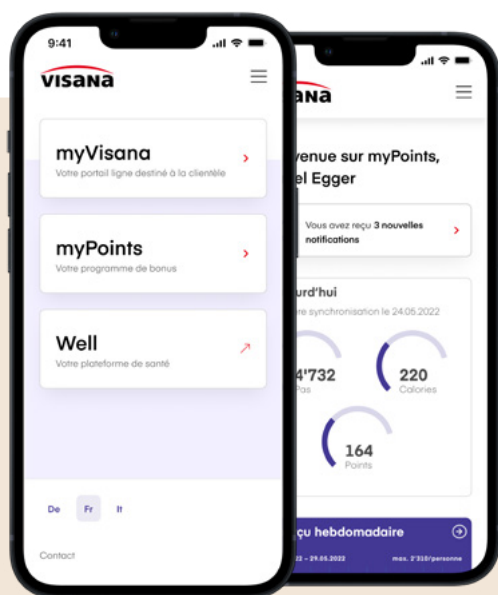 9:41
VISANA
myVisana
Votre portail ligne destiné à la clientèle
myPoints
Votre programme de bonus
Well
Votre plateforme de santé
De Fr It
Contact
ana
venue sur myPoints,
el Egger
Vous avez reçu 3 nouvelles
notifications
urd'hui
re synchronisation le 24.05.2022
4'732
Pas
220
Calories
164
Points
çu hebdomadaire
22 – 29.05.2022
max. 2'310/personne